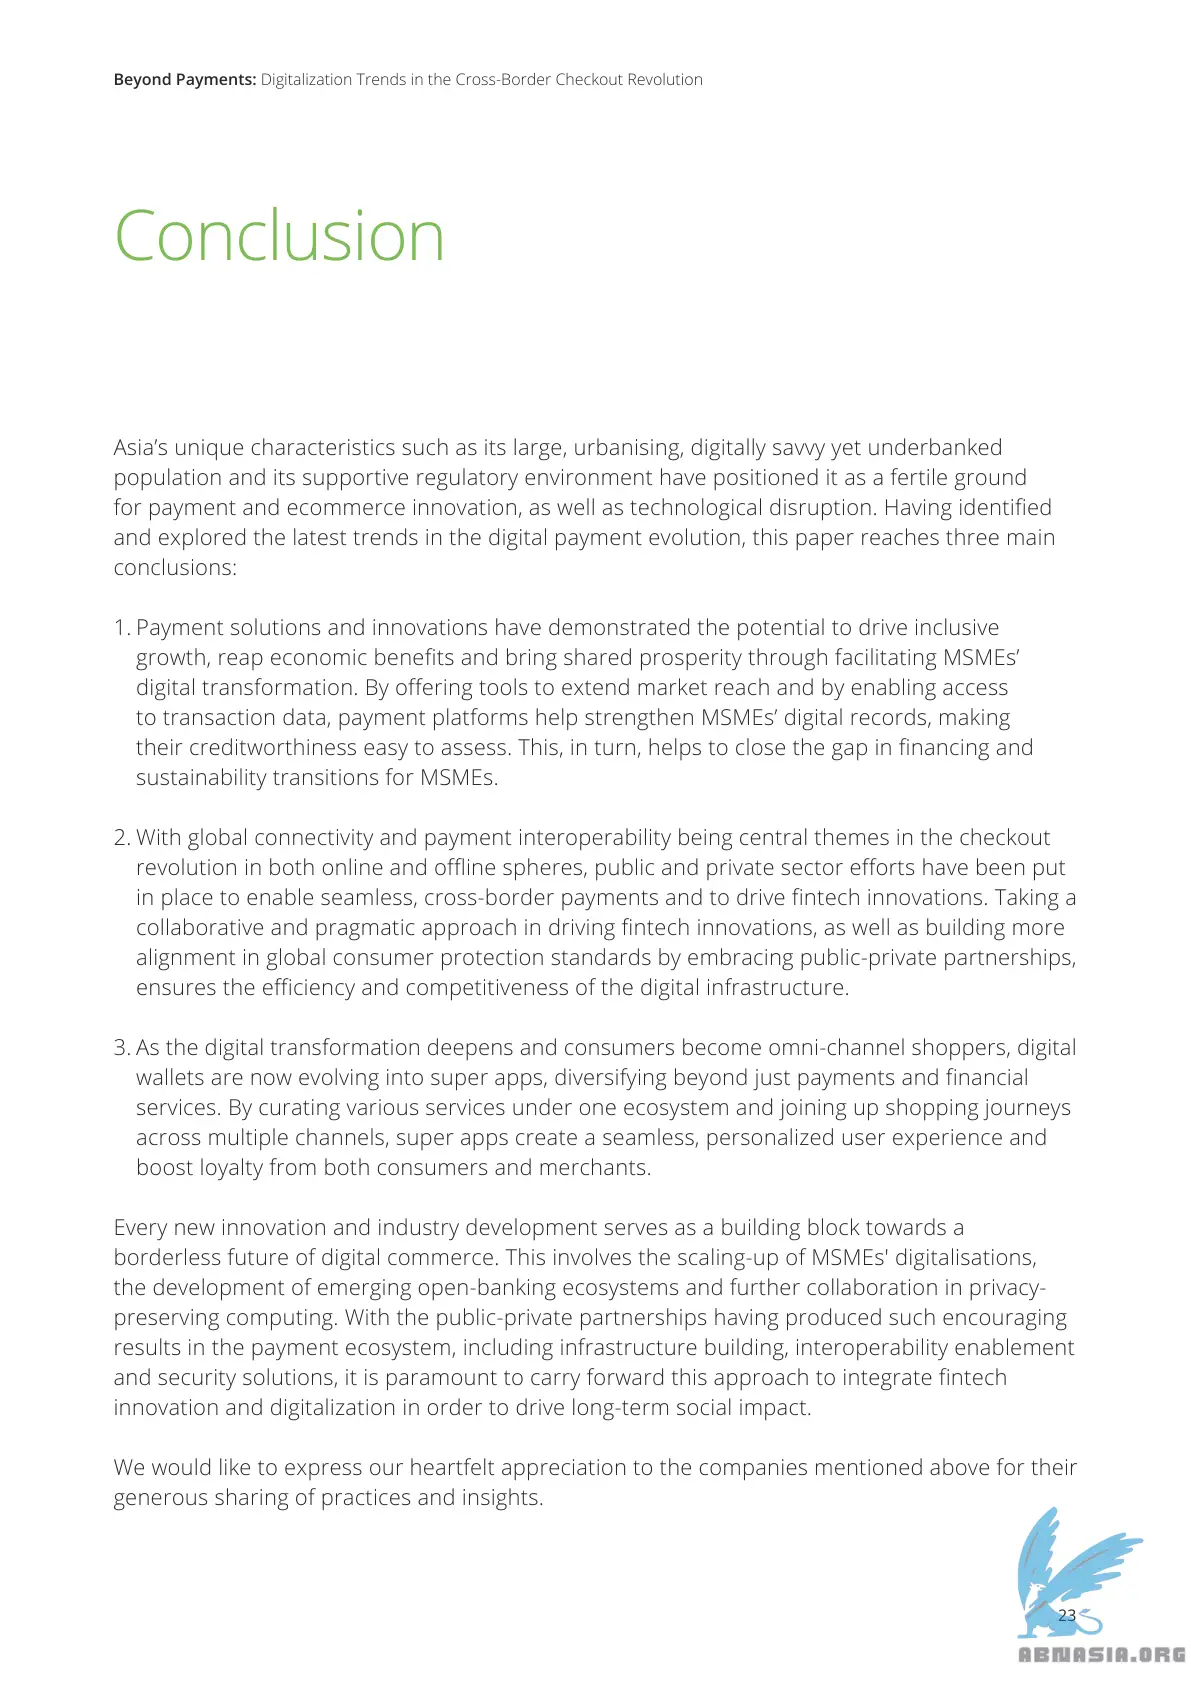 Beyond Payments: Digitalization Trends in the Cross-Border Checkout Revolution
Conclusion
Asia’s unique characteristics such as its large, urbanising, digitally savvy yet underbanked
population and its supportive regulatory environment have positioned it as a fertile ground
for payment and ecommerce innovation, as well as technological disruption. Having identified
and explored the latest trends in the digital payment evolution, this paper reaches three main
conclusions:
1. Payment solutions and innovations have demonstrated the potential to drive inclusive
growth, reap economic benefits and bring shared prosperity through facilitating MSMEs’
digital transformation. By offering tools to extend market reach and by enabling access
to transaction data, payment platforms help strengthen MSMEs’ digital records, making
their creditworthiness easy to assess. This, in turn, helps to close the gap in financing and
sustainability transitions for MSMEs.
2. With global connectivity and payment interoperability being central themes in the checkout
revolution in both online and offline spheres, public and private sector efforts have been put
in place to enable seamless, cross-border payments and to drive fintech innovations. Taking a
collaborative and pragmatic approach in driving fintech innovations, as well as building more
alignment in global consumer protection standards by embracing public-private partnerships,
ensures the efficiency and competitiveness of the digital infrastructure.
3. As the digital transformation deepens and consumers become omni-channel shoppers, digital
wallets are now evolving into super apps, diversifying beyond just payments and financial
services. By curating various services under one ecosystem and joining up shopping journeys
across multiple channels, super apps create a seamless, personalized user experience and
boost loyalty from both consumers and merchants.
Every new innovation and industry development serves as a building block towards a
borderless future of digital commerce. This involves the scaling-up of MSMEs' digitalisations,
the development of emerging open-banking ecosystems and further collaboration in privacy-
preserving computing. With the public-private partnerships having produced such encouraging
results in the payment ecosystem, including infrastructure building, interoperability enablement
and security solutions, it is paramount to carry forward this approach to integrate fintech
innovation and digitalization in order to drive long-term social impact.
We would like to express our heartfelt appreciation to the companies mentioned above for their
generous sharing of practices and insights.
23
ABNASIA.ORG